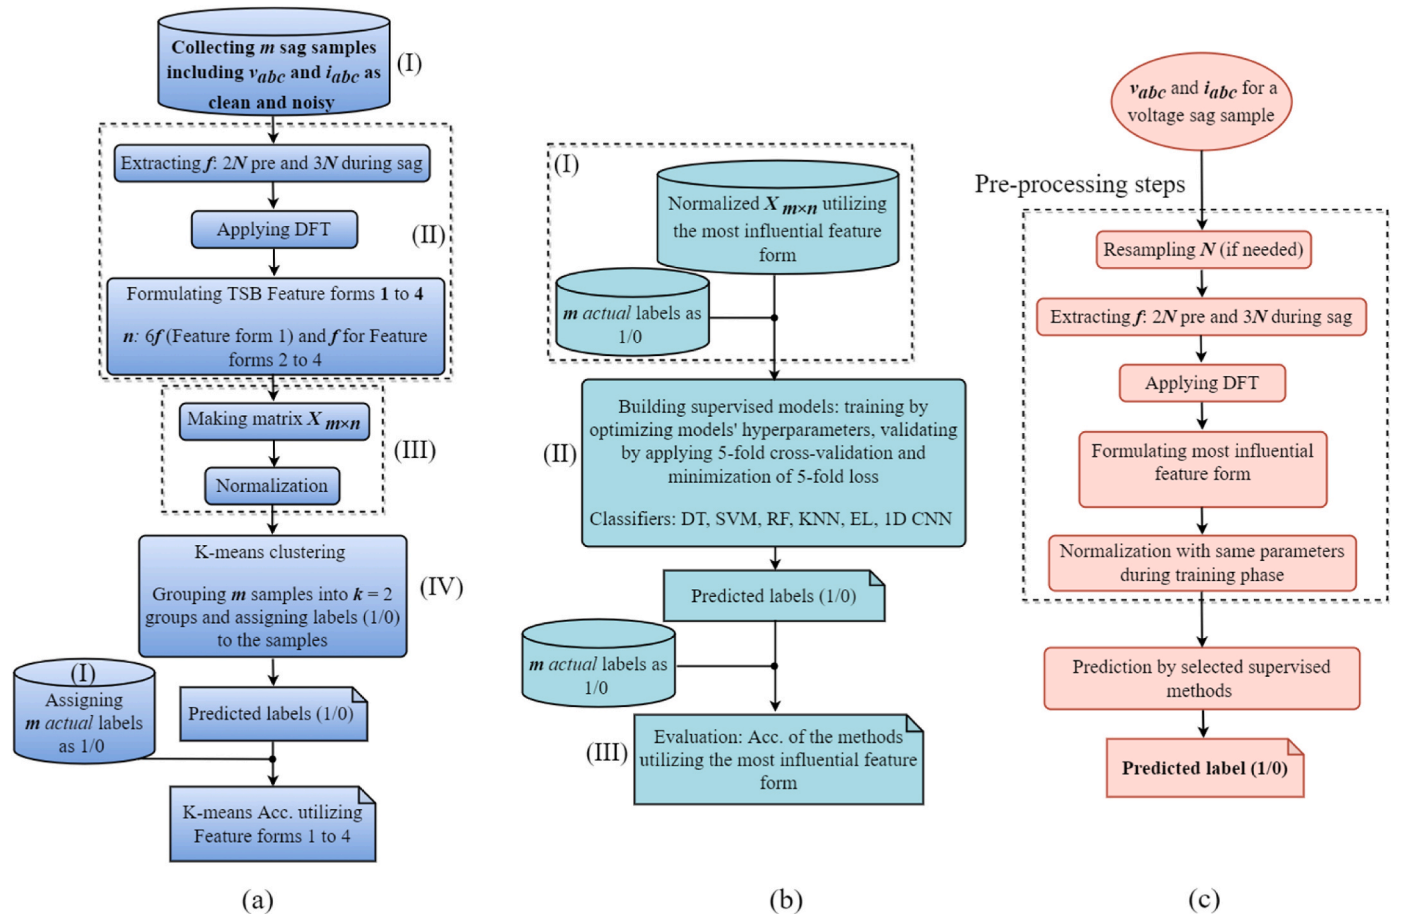 Collecting m sag samples
including vabc and iabc as
clean and noisy
(I)
Extracting f: 2N pre and 3N during sag
Applying DFT
(II)
Formulating TSB Feature forms 1 to 4
n: 6f (Feature form 1) and f for Feature
forms 2 to 4
Making matrix X m×n
(III)
Normalization
K-means clustering
Grouping m samples into k = 2
groups and assigning labels (1/0)
to the samples
(IV)
(I)
Assigning
m actual labels
as 1/0
Predicted labels (1/0)
K-means Acc. utilizing
Feature forms 1 to 4
(a)
(I)
Normalized X m×n utilizing
the most influential feature
form
m actual labels as
1/0
Building supervised models: training by
optimizing models' hyperparameters, validating
by applying 5-fold cross-validation and
minimization of 5-fold loss
Classifiers: DT, SVM, RF, KNN, EL, 1D CNN
(II)
Predicted labels (1/0)
m actual labels as
1/0
(III)
Evaluation: Acc. of the methods
utilizing the most influential feature
form
(b)
vabc and iabc for a
voltage sag sample
Pre-processing steps
Resampling N (if needed)
Extracting f: 2N pre and 3N during sag
Applying DFT
Formulating most influential
feature form
Normalization with same parameters
during training phase
Prediction by selected supervised
methods
Predicted label (1/0)
(c)